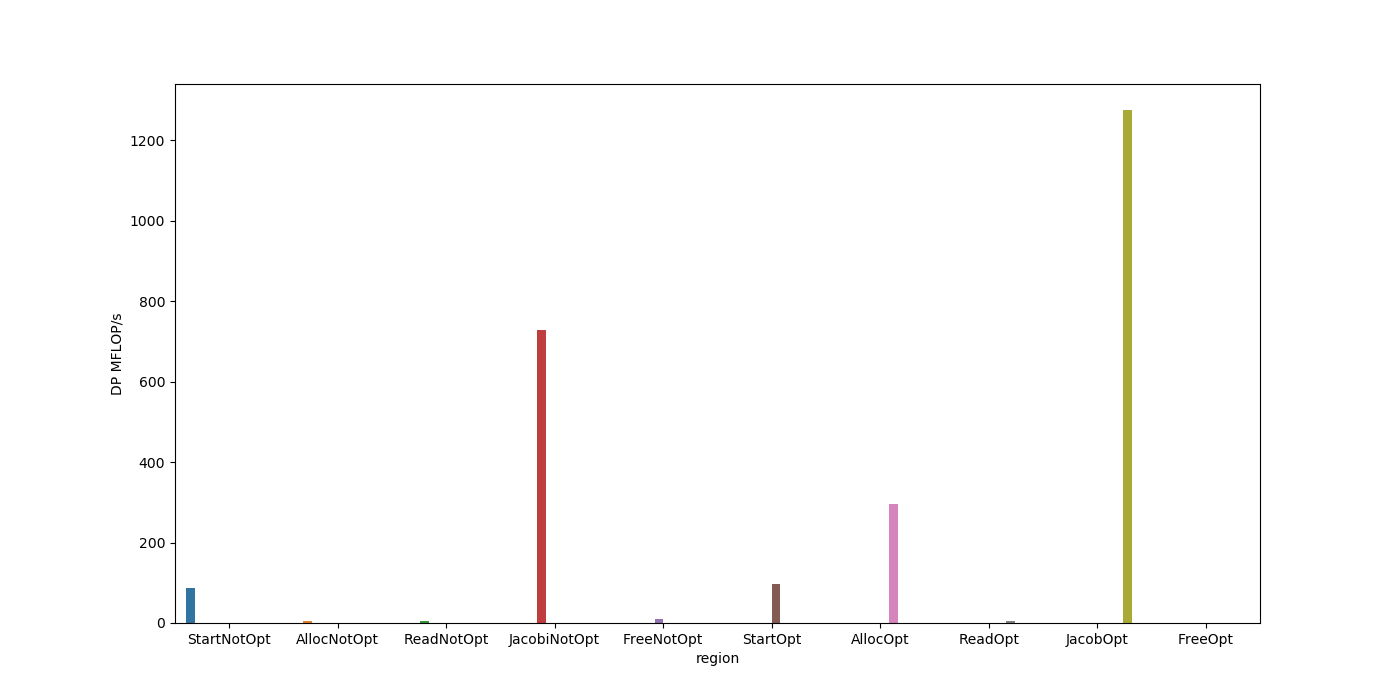 1200
1000
800
600
400
200
0
DP MFLOP/s
StartNotOpt AllocNotOpt ReadNotOpt JacobiNotOpt FreeNotOpt StartOpt AllocOpt ReadOpt JacobOpt FreeOpt
region